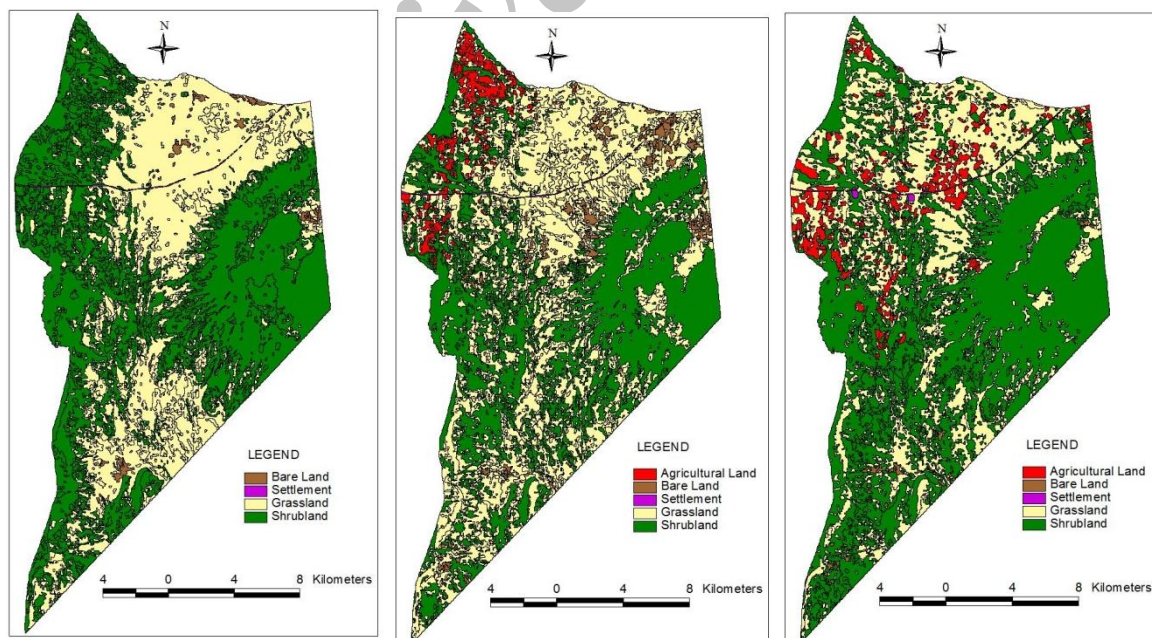 N
LEGEND
Bare Land
Settlement
Grassland
Shrubland
4 0 4 8 Kilometers
N
LEGEND
Agricultural Land
Bare Land
Settlement
Grassland
Shrubland
4 0 4 8 Kilometers
N
LEGEND
Agricultural Land
Bare Land
Settlement
Grassland
Shrubland
4 0 4 8 Kilometers